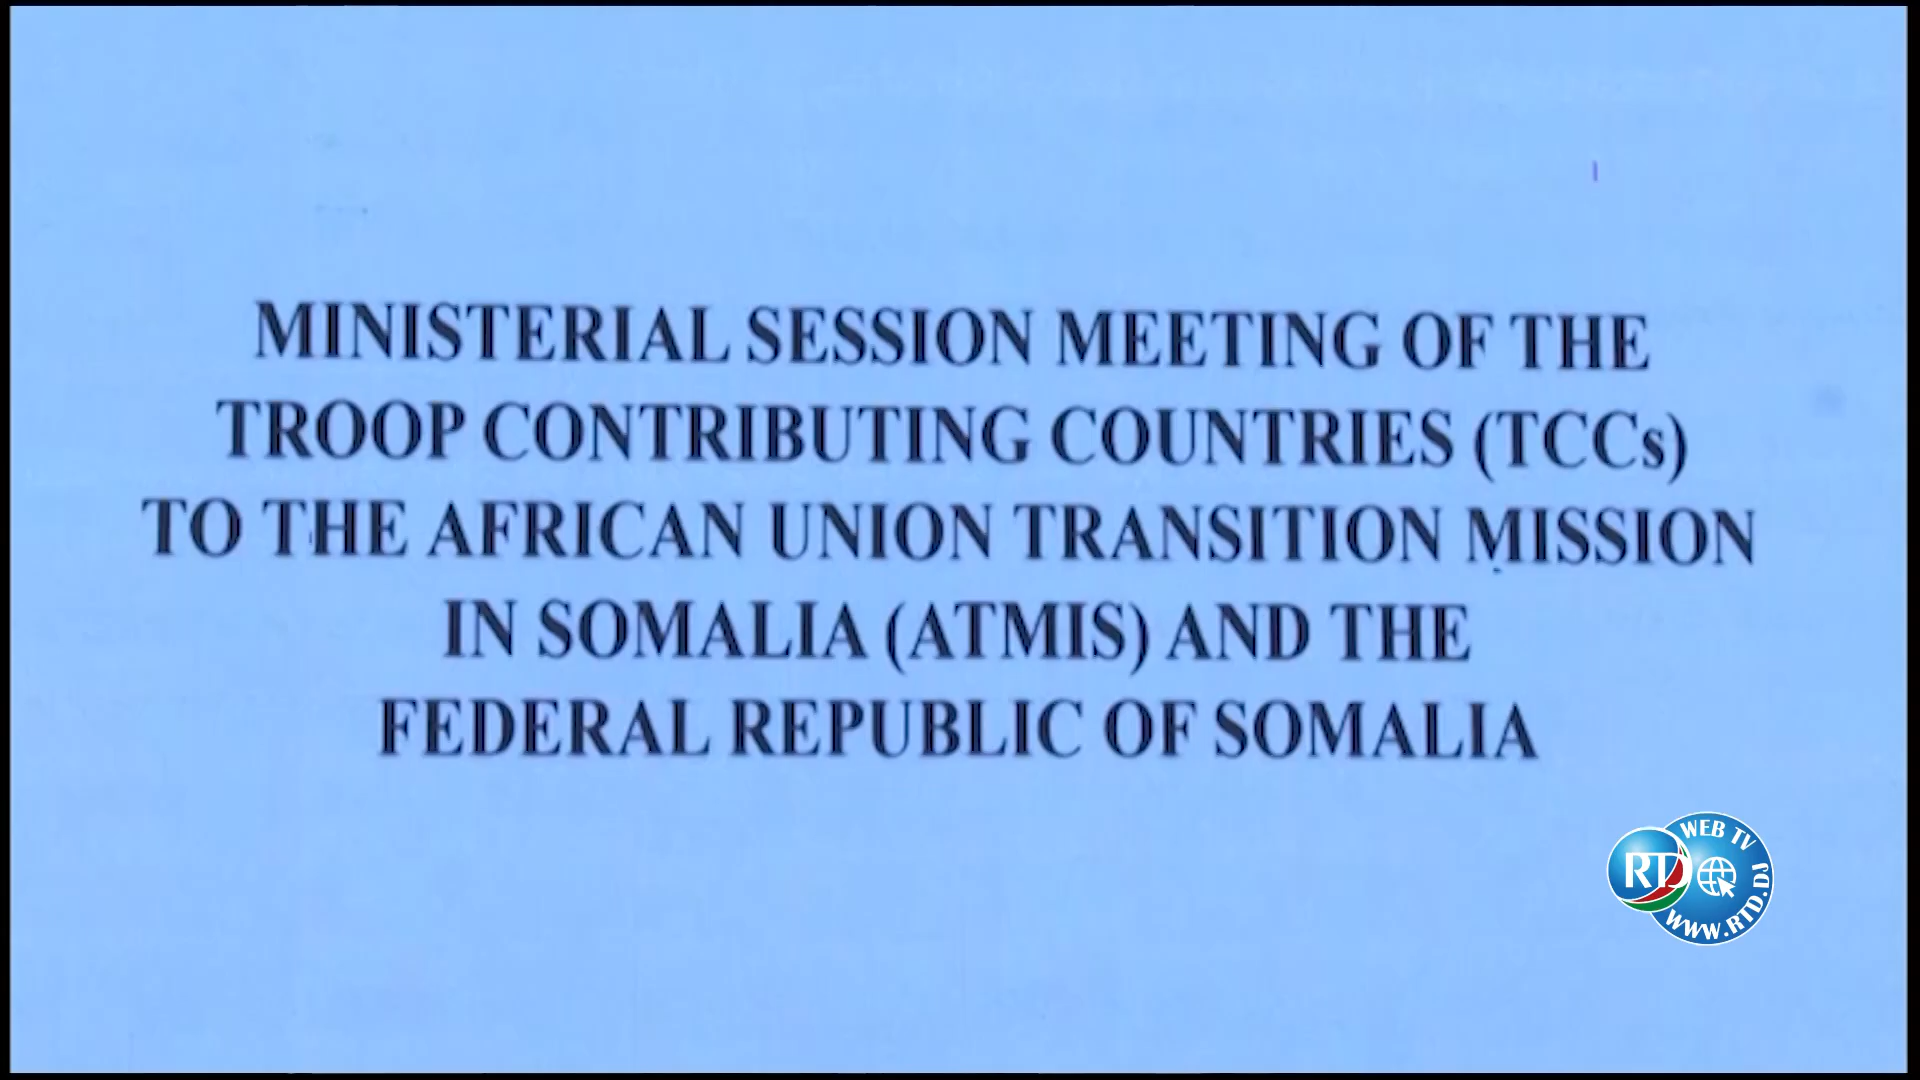 MINISTERIAL SESSION MEETING OF THE
TROOP CONTRIBUTING COUNTRIES (TCCs)
TO THE AFRICAN UNION TRANSITION MISSION
IN SOMALIA (ATMIS) AND THE
FEDERAL REPUBLIC OF SOMALIA
WEB TV
RTD
WWW.RTD.DJ